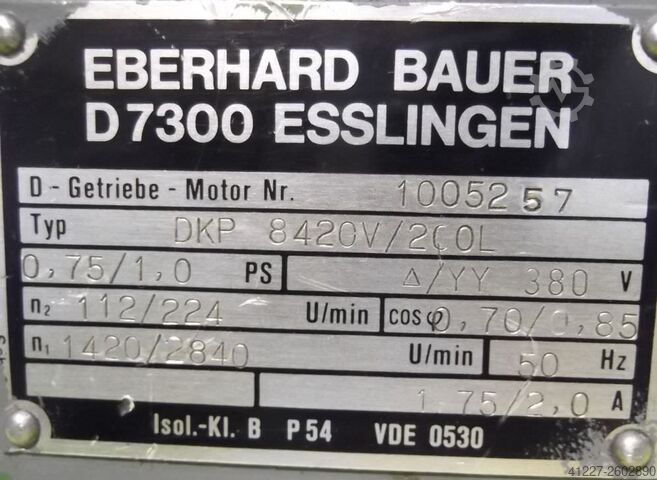 EBERHARD BAUER
D7300 ESSLINGEN
D-Getriebe-Motor Nr. 1005257
Typ DKP 8420V/200L
0,75/1,0 PS Δ/YY 380 V
n₂ 112/224 U/min cosφ 0,70/0,85
n₁ 1420/2840 U/min 50 Hz
1,75/2,0 A
Isol.-Kl. B P54 VDE 0530
41227-2602890